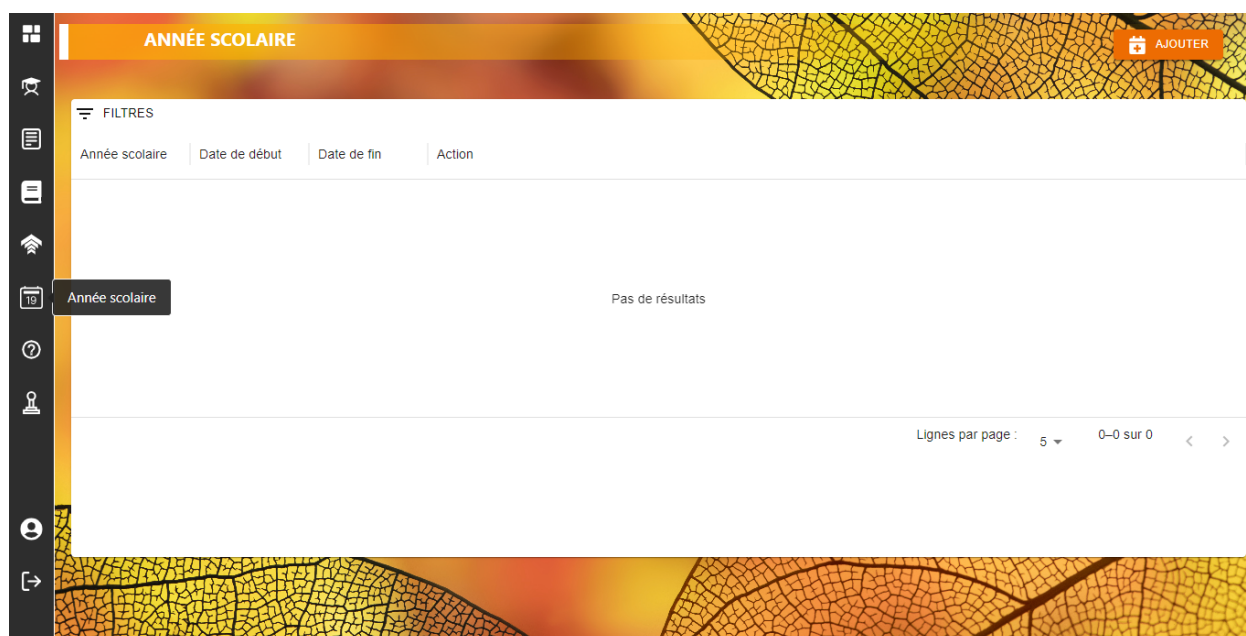 ANNÉE SCOLAIRE
AJOUTER
FILTRES
Année scolaire Date de début Date de fin Action
19 Année scolaire
Pas de résultats
Lignes par page : 5 0–0 sur 0